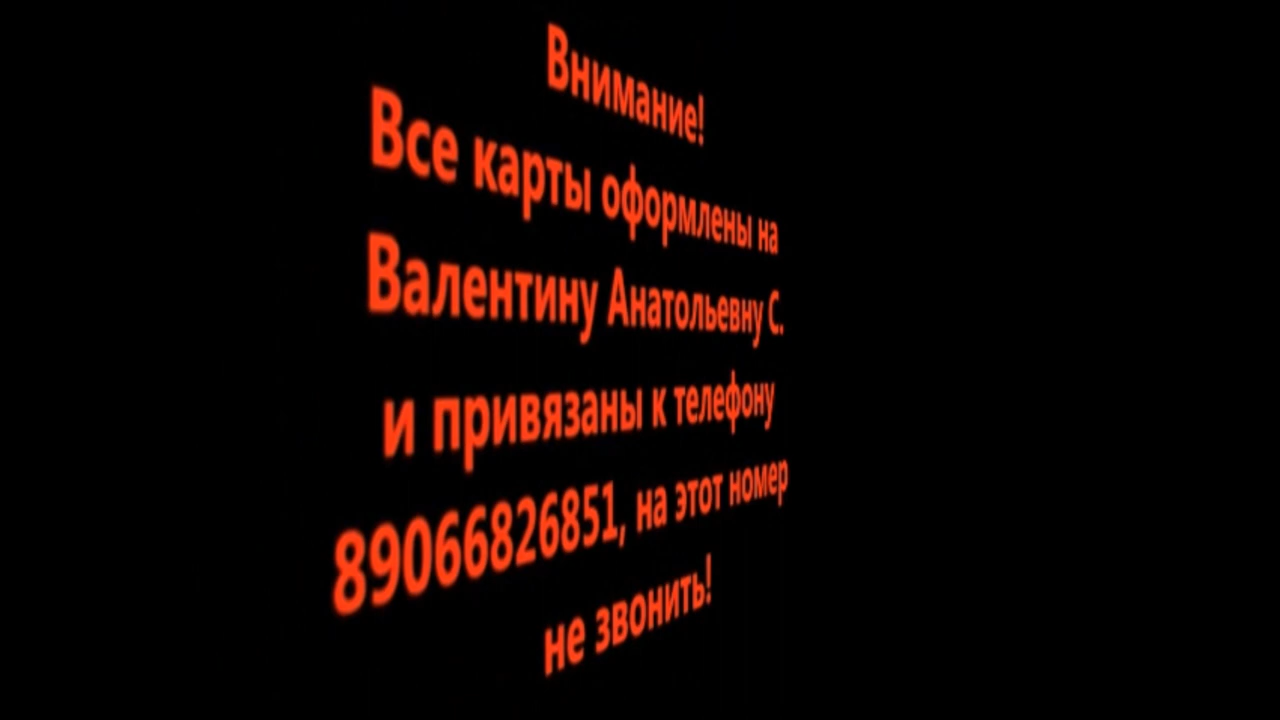 Внимание!
Все карты оформлены на
Валентину Анатольевну С.
и привязаны к телефону
89066826851, на этот номер
не звонить!